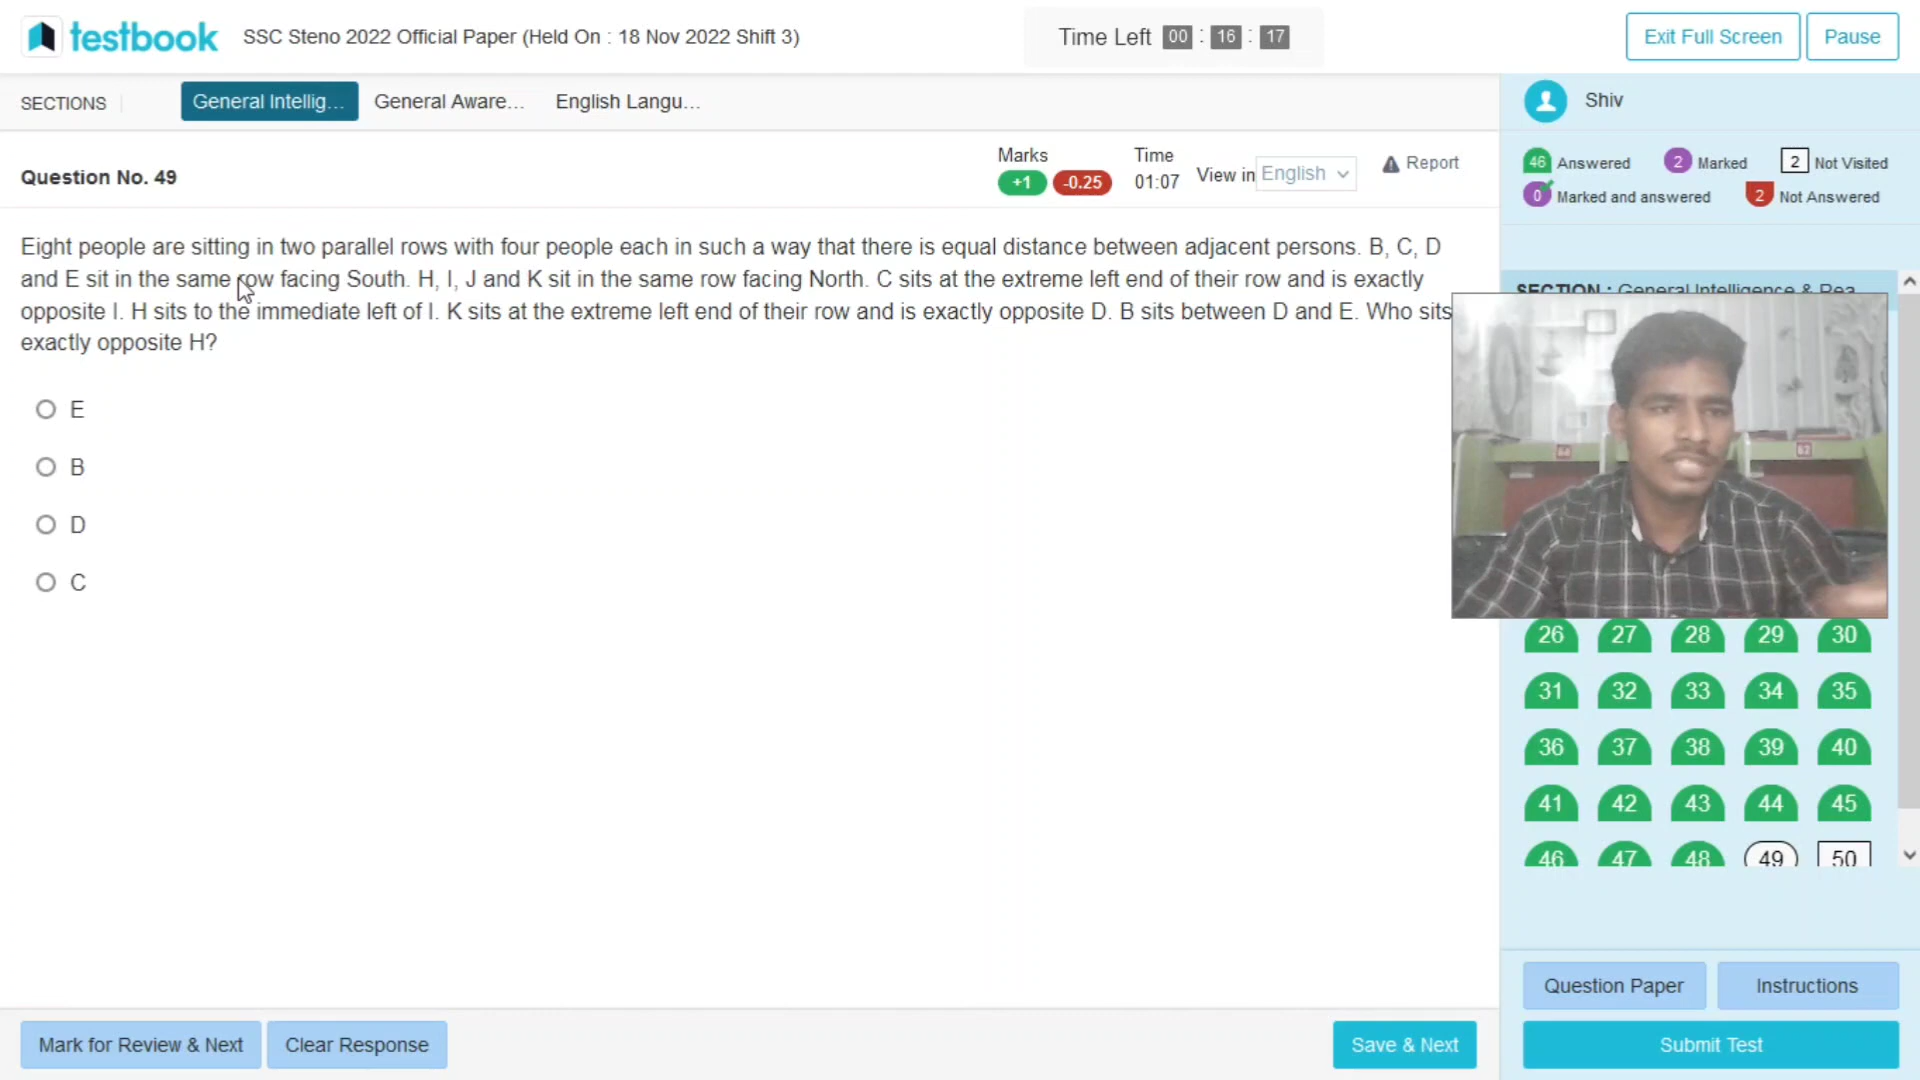 testbook SSC Steno 2022 Official Paper (Held On : 18 Nov 2022 Shift 3) Time Left 00 : 16 : 17 Exit Full Screen Pause
SECTIONS General Intellig... General Aware... English Langu... Shiv
Question No. 49 Marks +1 -0.25 Time 01:07 View in English Report
46 Answered 2 Marked 2 Not Visited
0 Marked and answered 2 Not Answered
Eight people are sitting in two parallel rows with four people each in such a way that there is equal distance between adjacent persons. B, C, D
and E sit in the same row facing South. H, I, J and K sit in the same row facing North. C sits at the extreme left end of their row and is exactly
opposite I. H sits to the immediate left of I. K sits at the extreme left end of their row and is exactly opposite D. B sits between D and E. Who sits
exactly opposite H?
SECTION : General Intelligence & Rea
E
B
D
C
64
62
26 27 28 29 30
31 32 33 34 35
36 37 38 39 40
41 42 43 44 45
46 47 48 49 50
Question Paper Instructions
Mark for Review & Next Clear Response Save & Next Submit Test